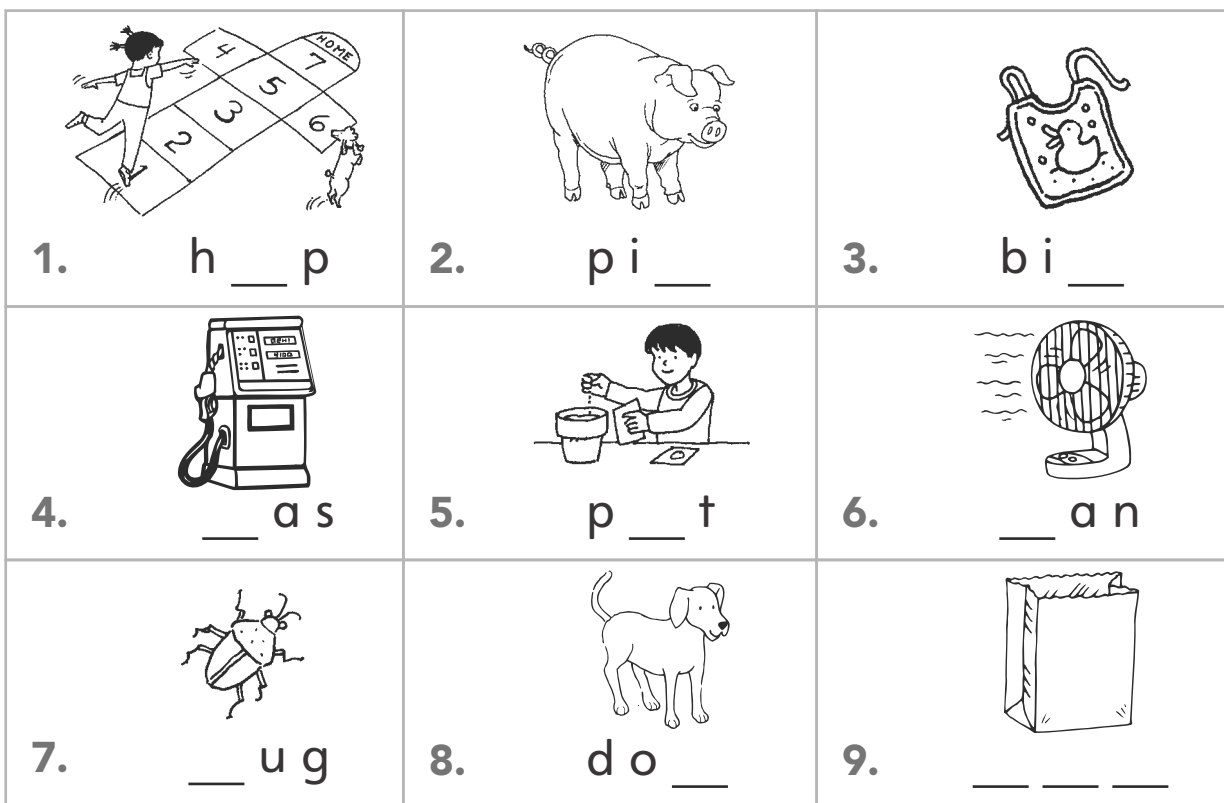 4
HOME
7
5
3
6
2
1
1. h __ p
2. p i __
3. b i __
4. __ a s
5. p __ t
6. __ a n
7. __ u g
8. d o __
9. __ __ __